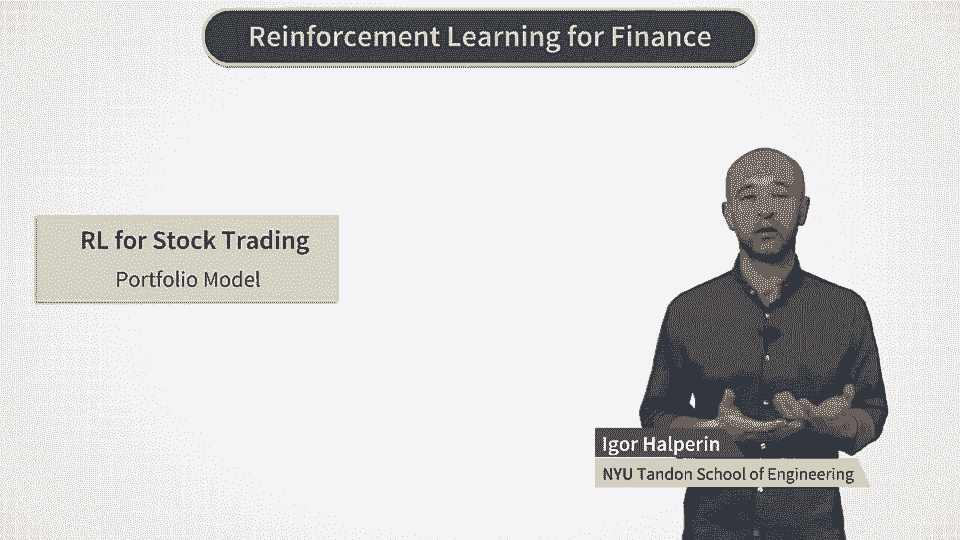 Reinforcement Learning for Finance
RL for Stock Trading
Portfolio Model
Igor Halperin
NYU Tandon School of Engineering